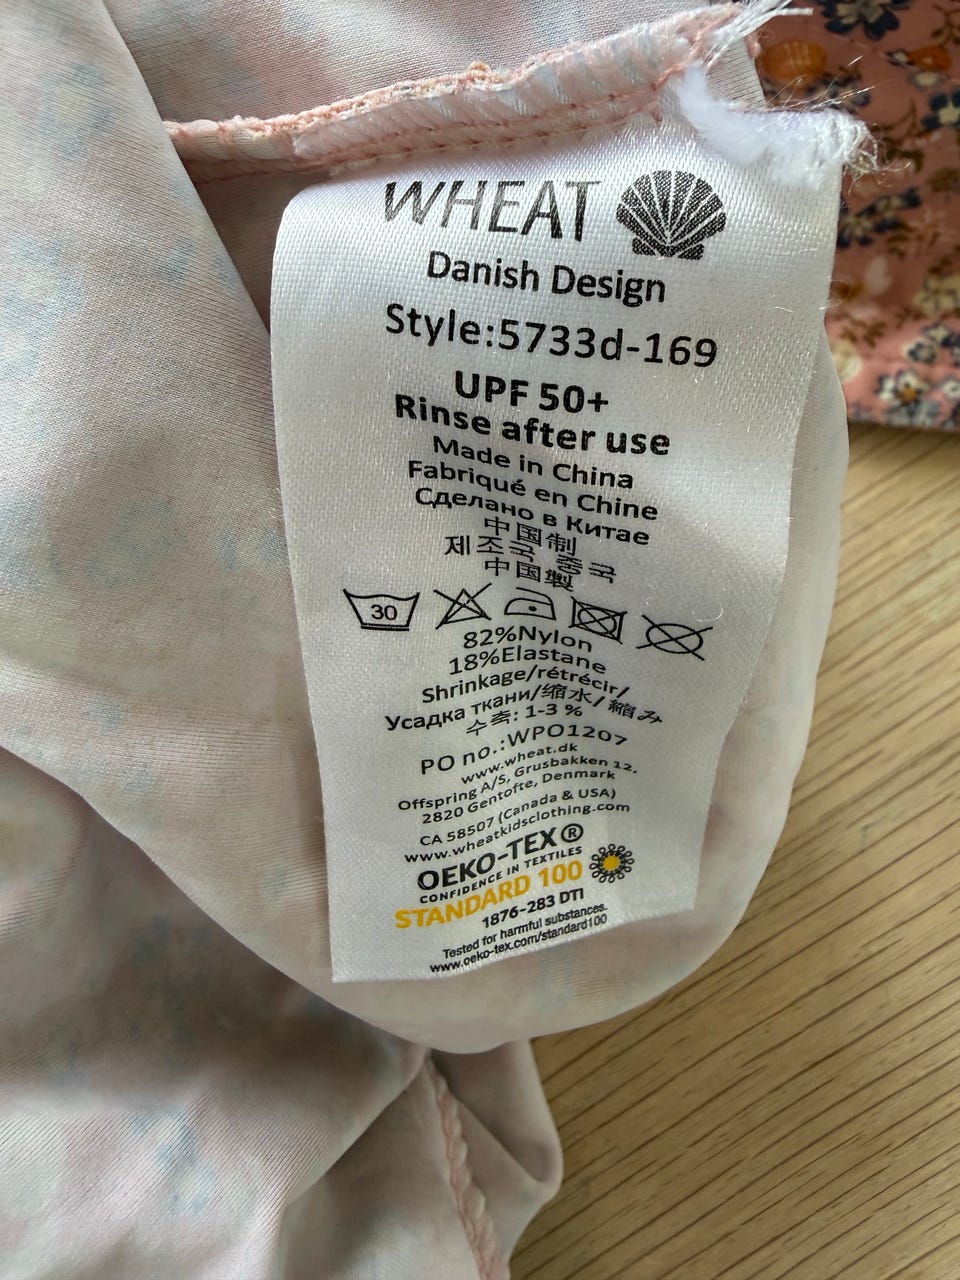 WHEAT
Danish Design
Style:5733d-169
UPF 50+
Rinse after use
Made in China
Fabriqué en Chine
Сделано в Китае
中国制
제조국 중국
中国製
30
82%Nylon
18%Elastane
Shrinkage/rétrécir/
Усадка ткани/缩水/ 縮み
수축: 1-3 %
PO no.:WPO1207
www.wheat.dk
Offspring A/S, Grusbakken 12,
2820 Gentofte, Denmark
CA 58507 (Canada & USA)
www.wheatkidsclothing.com
OEKO-TEX®
CONFIDENCE IN TEXTILES
STANDARD 100
1876-283 DTI
Tested for harmful substances.
www.oeko-tex.com/standard100